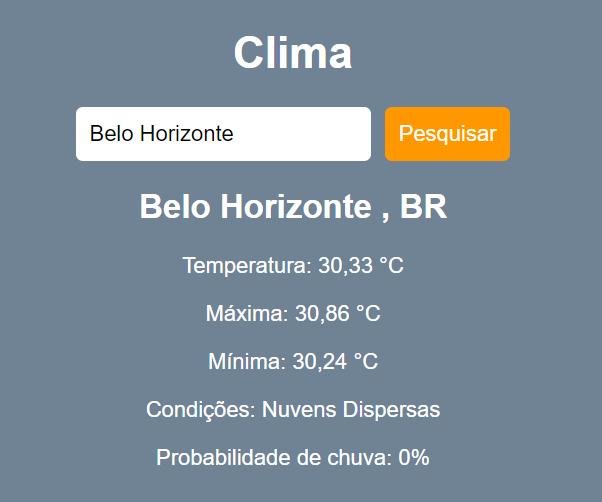 Clima
Belo Horizonte Pesquisar
Belo Horizonte , BR
Temperatura: 30,33 °C
Máxima: 30,86 °C
Mínima: 30,24 °C
Condições: Nuvens Dispersas
Probabilidade de chuva: 0%